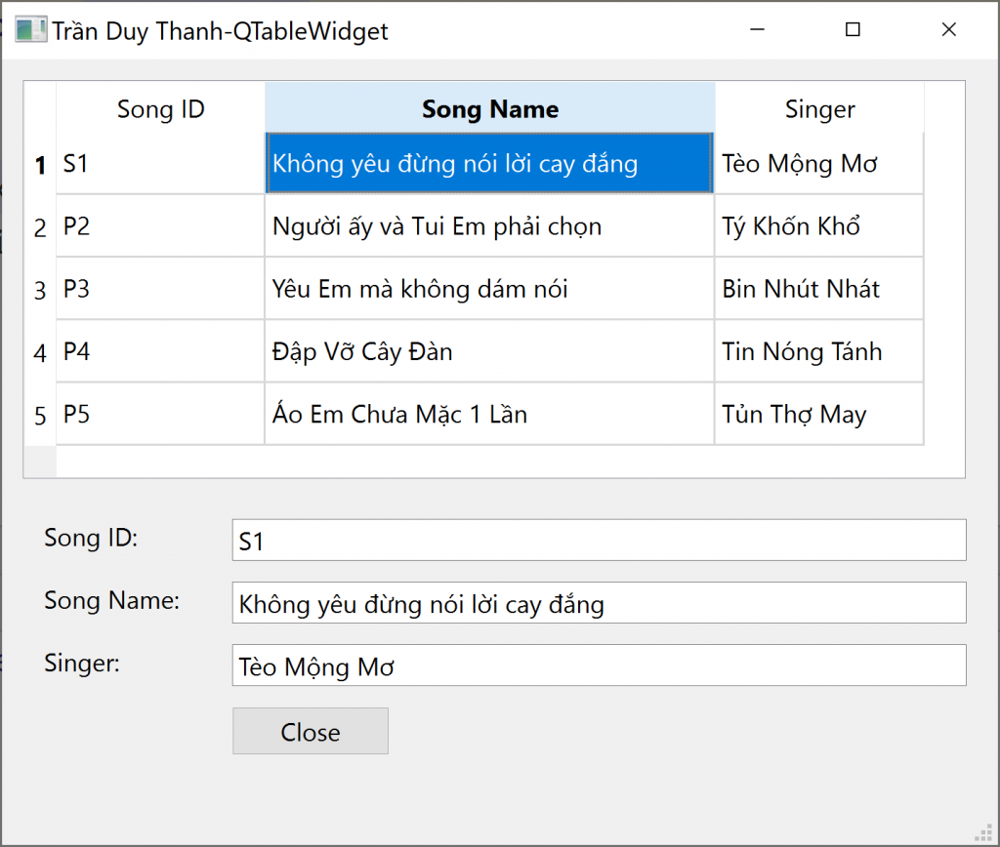 Trần Duy Thanh-QTableWidget
Song ID Song Name Singer
1 S1 Không yêu đừng nói lời cay đắng Tèo Mộng Mơ
2 P2 Người ấy và Tui Em phải chọn Tý Khốn Khổ
3 P3 Yêu Em mà không dám nói Bin Nhút Nhát
4 P4 Đập Vỡ Cây Đàn Tin Nóng Tánh
5 P5 Áo Em Chưa Mặc 1 Lần Tủn Thợ May
Song ID: S1
Song Name: Không yêu đừng nói lời cay đắng
Singer: Tèo Mộng Mơ
Close